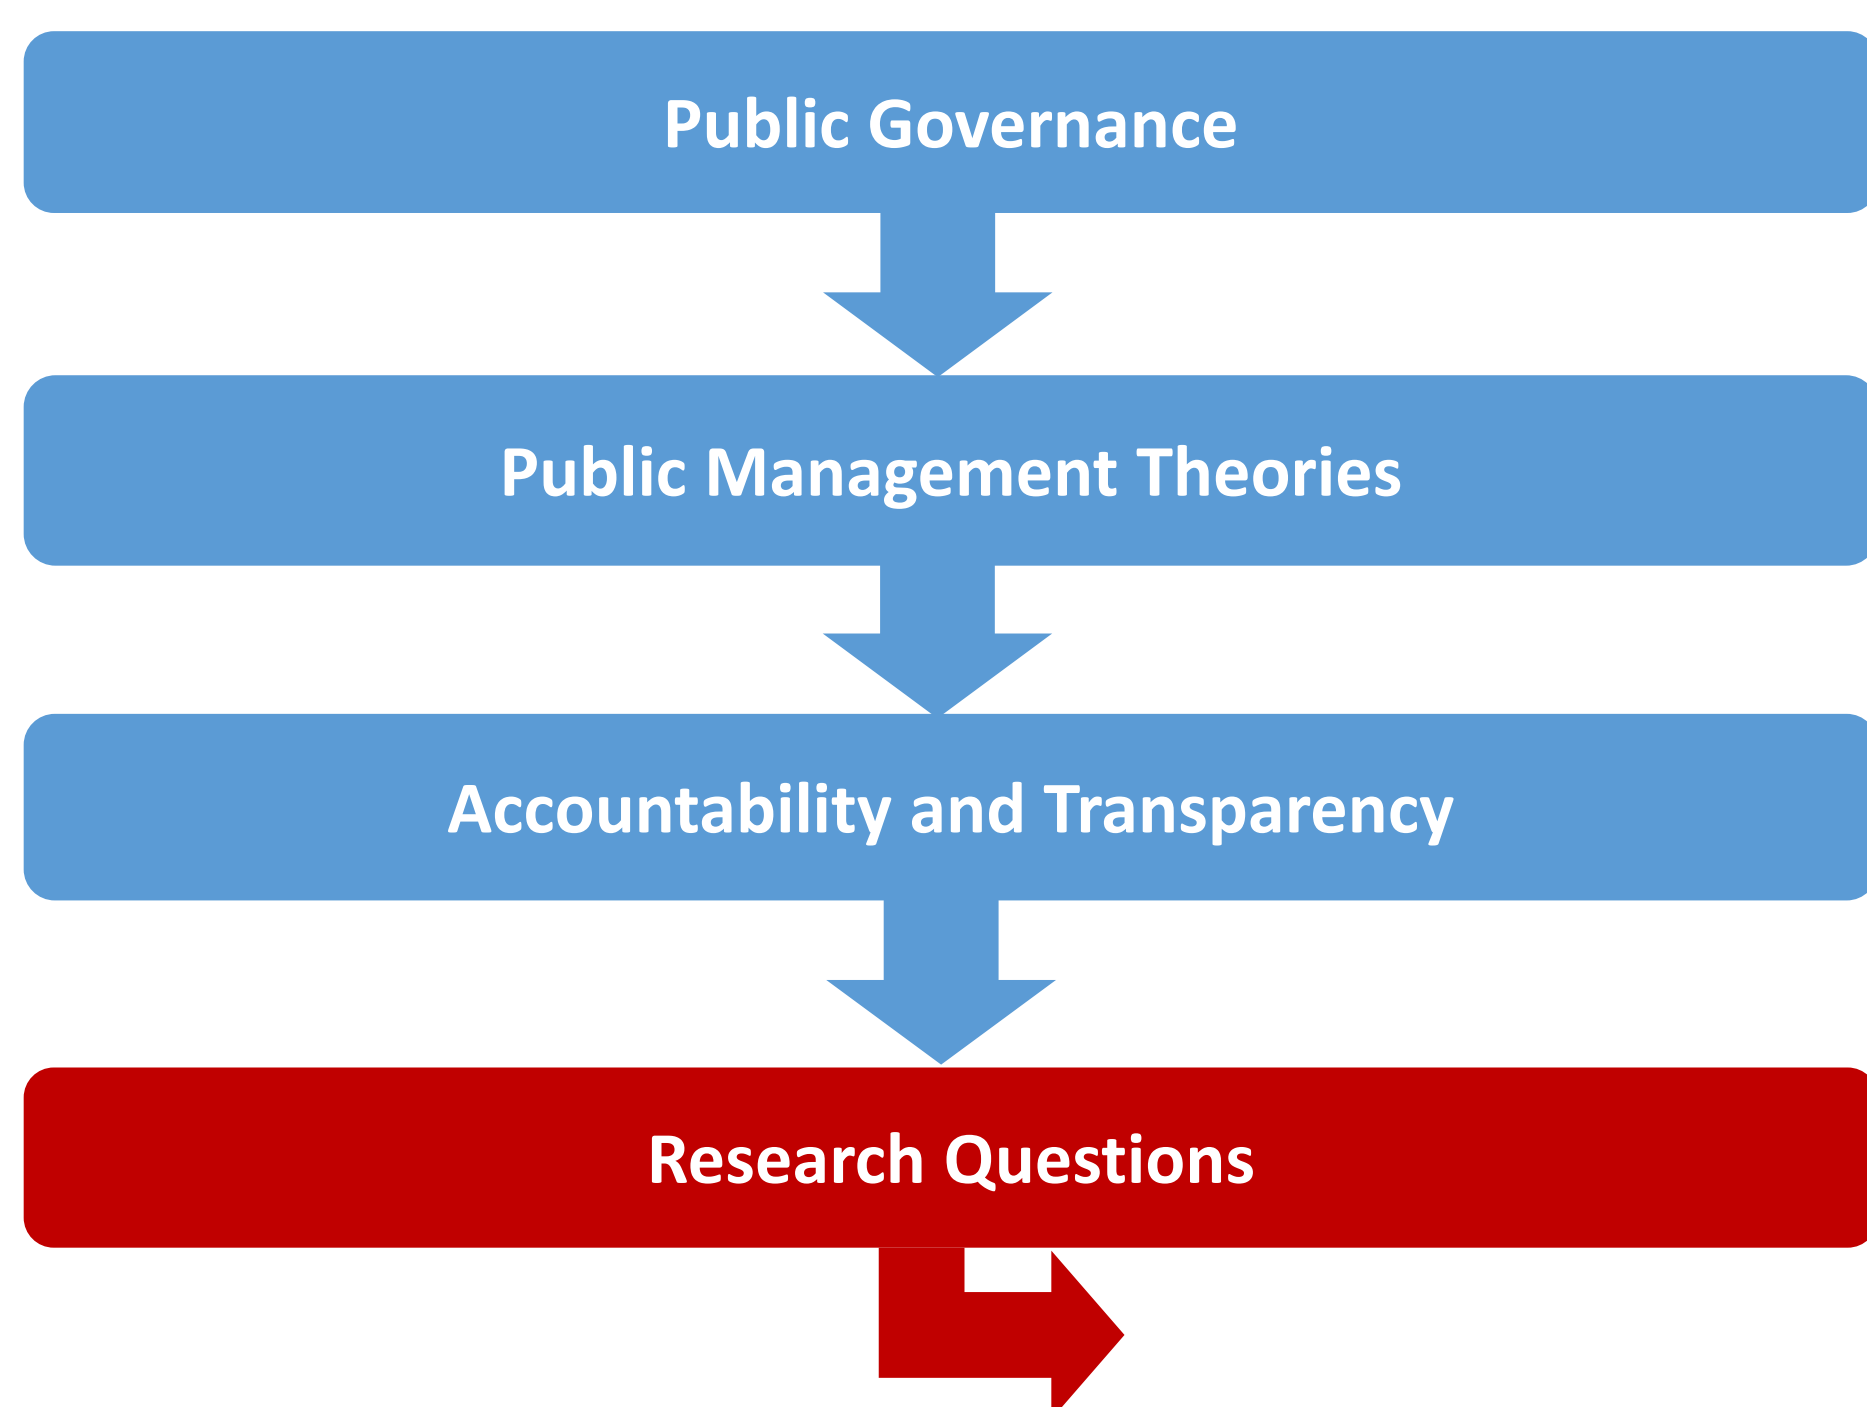 Public Governance
Public Management Theories
Accountability and Transparency
Research Questions